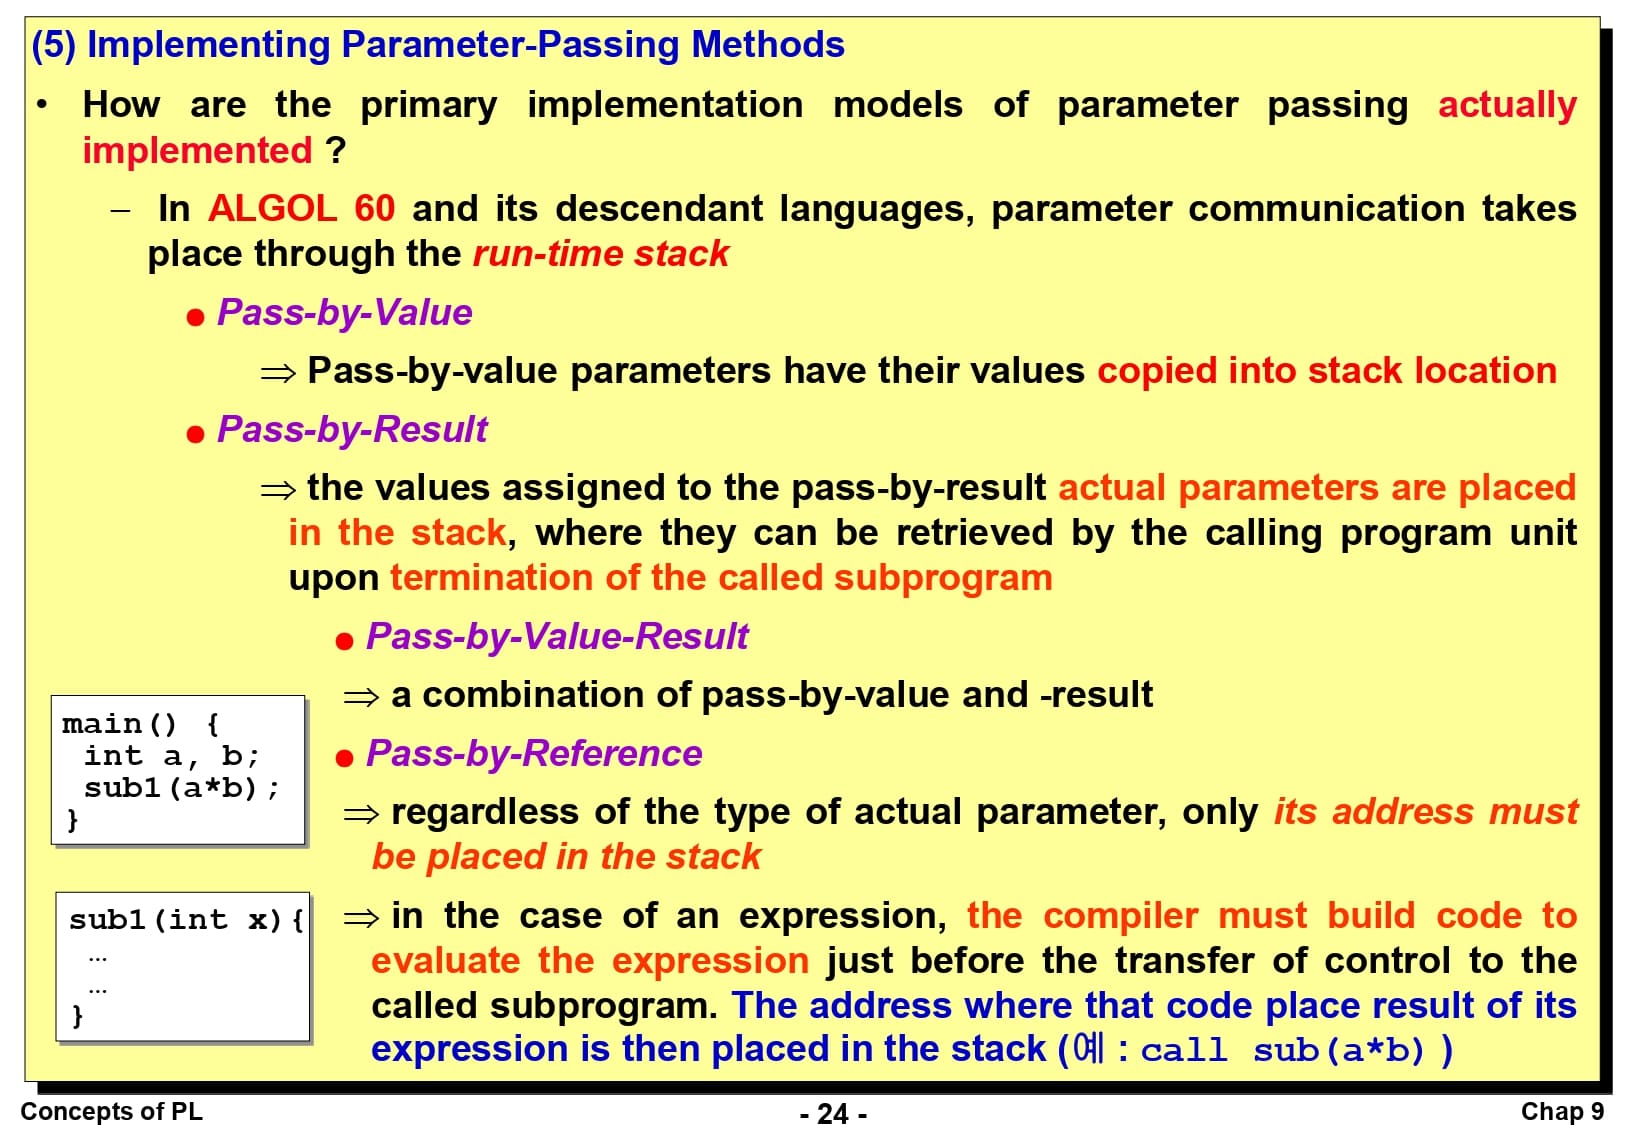 (5) Implementing Parameter-Passing Methods
• How are the primary implementation models of parameter passing actually
implemented ?
– In ALGOL 60 and its descendant languages, parameter communication takes
place through the run-time stack
● Pass-by-Value
⇒ Pass-by-value parameters have their values copied into stack location
● Pass-by-Result
⇒ the values assigned to the pass-by-result actual parameters are placed
in the stack, where they can be retrieved by the calling program unit
upon termination of the called subprogram
● Pass-by-Value-Result
⇒ a combination of pass-by-value and -result
● Pass-by-Reference
⇒ regardless of the type of actual parameter, only its address must
be placed in the stack
⇒ in the case of an expression, the compiler must build code to
evaluate the expression just before the transfer of control to the
called subprogram. The address where that code place result of its
expression is then placed in the stack (예 : call sub(a*b) )
main() {
int a, b;
sub1(a*b);
}
sub1(int x){
…
…
}
Concepts of PL
- 24 -
Chap 9